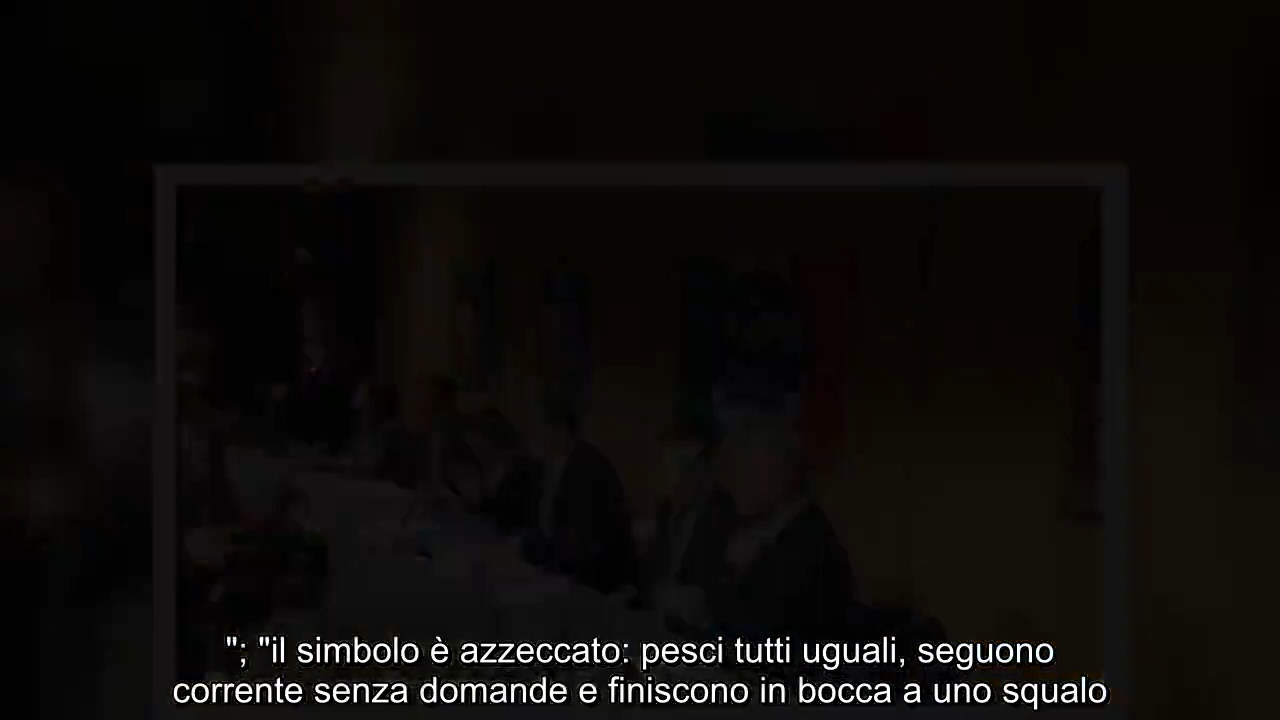 "; "il simbolo è azzeccato: pesci tutti uguali, seguono
corrente senza domande e finiscono in bocca a uno squalo